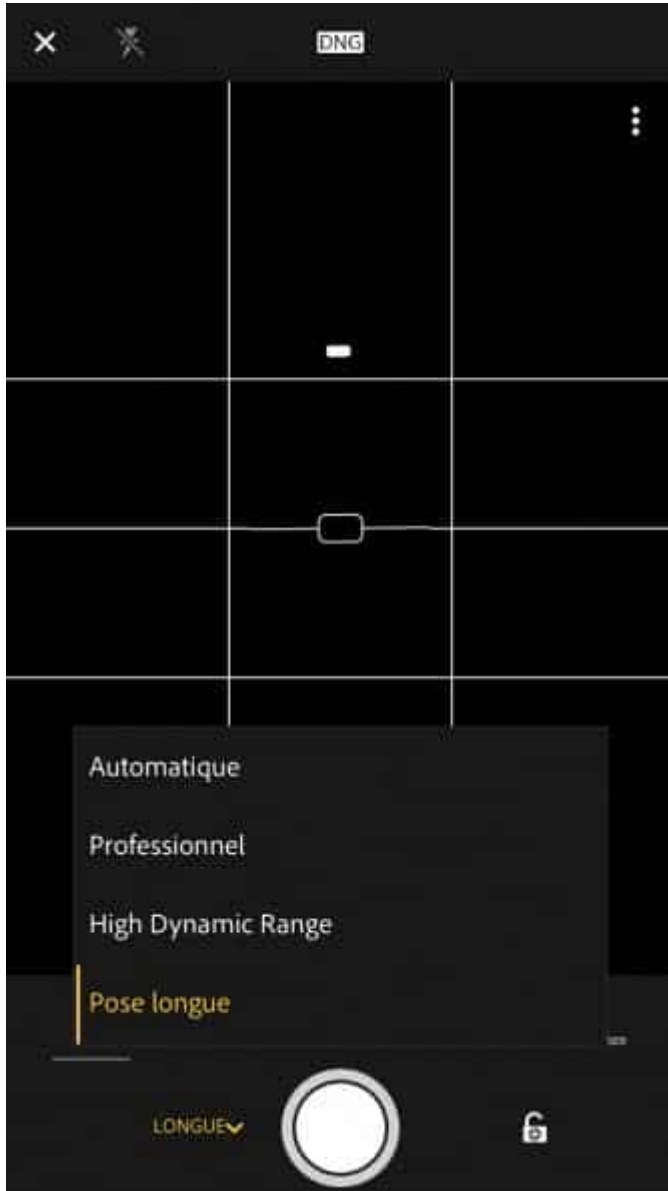 DNG
Automatique
Professionnel
High Dynamic Range
Pose longue
LONGUE